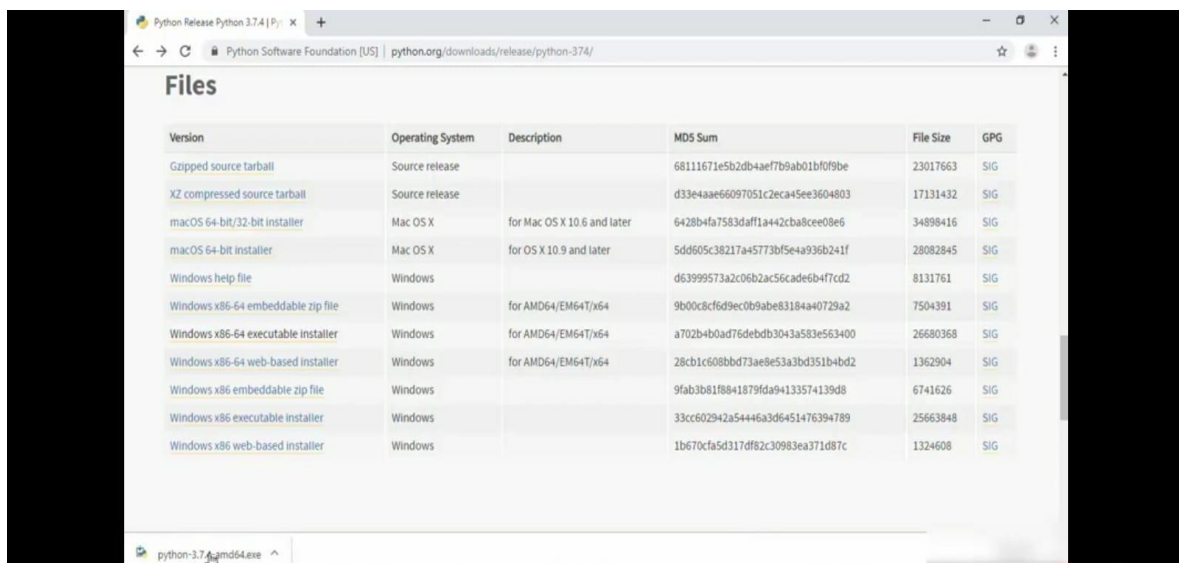 Python Release Python 3.7.4 | Py
Python Software Foundation [US] | python.org/downloads/release/python-374/
Files
Version Operating System Description MD5 Sum File Size GPG
Gzipped source tarball Source release 68111671e5b2db4aef7b9ab01bf0f9be 23017663 SIG
XZ compressed source tarball Source release d33e4aae66097051c2eca45ee3604803 17131432 SIG
macOS 64-bit/32-bit installer Mac OS X for Mac OS X 10.6 and later 6428b4fa7583daff1a442cba8cee08e6 34898416 SIG
macOS 64-bit installer Mac OS X for OS X 10.9 and later 5dd605c38217a45773bf5e4a936b241f 28082845 SIG
Windows help file Windows d63999573a2c06b2ac56cade6b4f7cd2 8131761 SIG
Windows x86-64 embeddable zip file Windows for AMD64/EM64T/x64 9b00c8cf6d9ec0b9abe83184a40729a2 7504391 SIG
Windows x86-64 executable installer Windows for AMD64/EM64T/x64 a702b4b0ad76debdb3043a583e563400 26680368 SIG
Windows x86-64 web-based installer Windows for AMD64/EM64T/x64 28cb1c608bbd73ae8e53a3bd351b4bd2 1362904 SIG
Windows x86 embeddable zip file Windows 9fab3b81f8841879fda94133574139d8 6741626 SIG
Windows x86 executable installer Windows 33cc602942a54446a3d6451476394789 25663848 SIG
Windows x86 web-based installer Windows 1b670cfa5d317df82c30983ea371d87c 1324608 SIG
python-3.7.4-amd64.exe